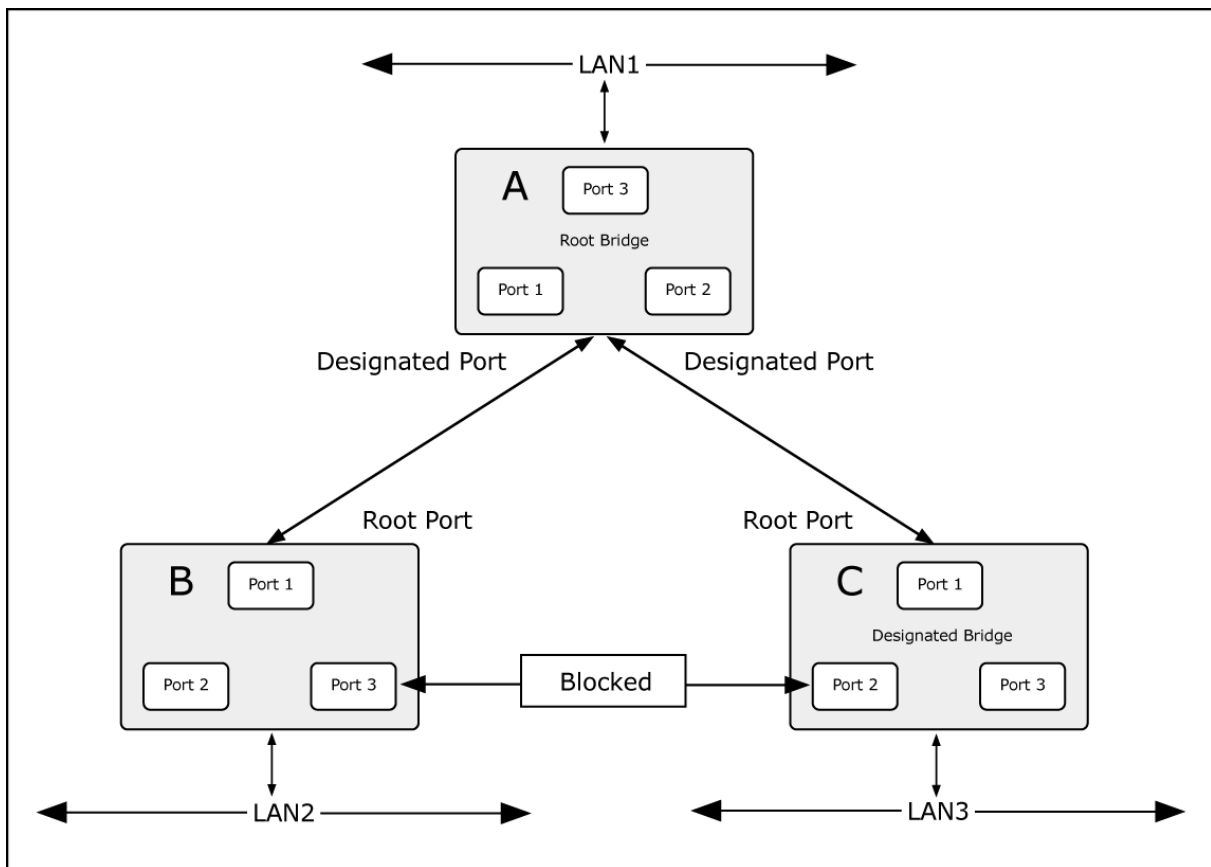 LAN1
A
Port 3
Root Bridge
Port 1
Port 2
Designated Port
Designated Port
Root Port
Root Port
B
Port 1
Port 2
Port 3
Blocked
C
Port 1
Designated Bridge
Port 2
Port 3
LAN2
LAN3